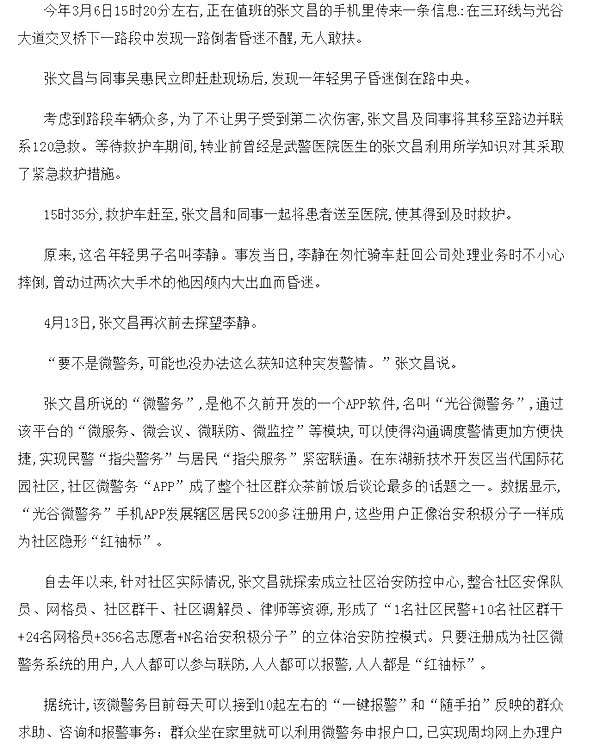 今年3月6日15时20分左右,正在值班的张文昌的手机里传来一条信息:在三环线与光谷
大道交叉桥下一路段中发现一路倒者昏迷不醒,无人敢扶。
张文昌与同事吴惠民立即赶赴现场后,发现一年轻男子昏迷倒在路中央。
考虑到路段车辆众多,为了不让男子受到第二次伤害,张文昌及同事将其移至路边并联
系120急救。等待救护车期间,转业前曾经是武警医院医生的张文昌利用所学知识对其采取
了紧急救护措施。
15时35分,救护车赶至,张文昌和同事一起将患者送至医院,使其得到及时救护。
原来,这名年轻男子名叫李静。事发当日,李静在匆忙骑车赶回公司处理业务时不小心
摔倒,曾动过两次大手术的他因颅内大出血而昏迷。
4月13日,张文昌再次前去探望李静。
“要不是微警务,可能也没办法这么获知这种突发警情。”张文昌说。
张文昌所说的“微警务”,是他不久前开发的一个APP软件,名叫“光谷微警务”,通过
该平台的“微服务、微会议、微联防、微监控”等模块,可以使得沟通调度警情更加方便快
捷,实现民警“指尖警务”与居民“指尖服务”紧密联通。在东湖新技术开发区当代国际花
园社区,社区微警务“APP”成了整个社区群众茶前饭后谈论最多的话题之一。数据显示,
“光谷微警务”手机APP发展辖区居民5200多注册用户,这些用户正像治安积极分子一样成
为社区隐形“红袖标”。
自去年以来,针对社区实际情况,张文昌就探索成立社区治安防控中心,整合社区安保队
员、网格员、社区群干、社区调解员、律师等资源,形成了“1名社区民警+10名社区群干
+24名网格员+356名志愿者+N名治安积极分子”的立体治安防控模式。只要注册成为社区微
警务系统的用户,人人都可以参与联防,人人都可以报警,人人都是“红袖标”。
据统计,该微警务目前每天可以接到10起左右的“一键报警”和“随手拍”反映的群众
求助、咨询和报警事务;群众坐在家里就可以利用微警务申报户口,已实现周均网上办理户